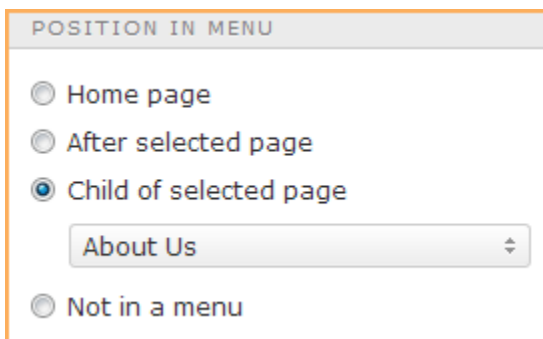 POSITION IN MENU
Home page
After selected page
Child of selected page
About Us
Not in a menu